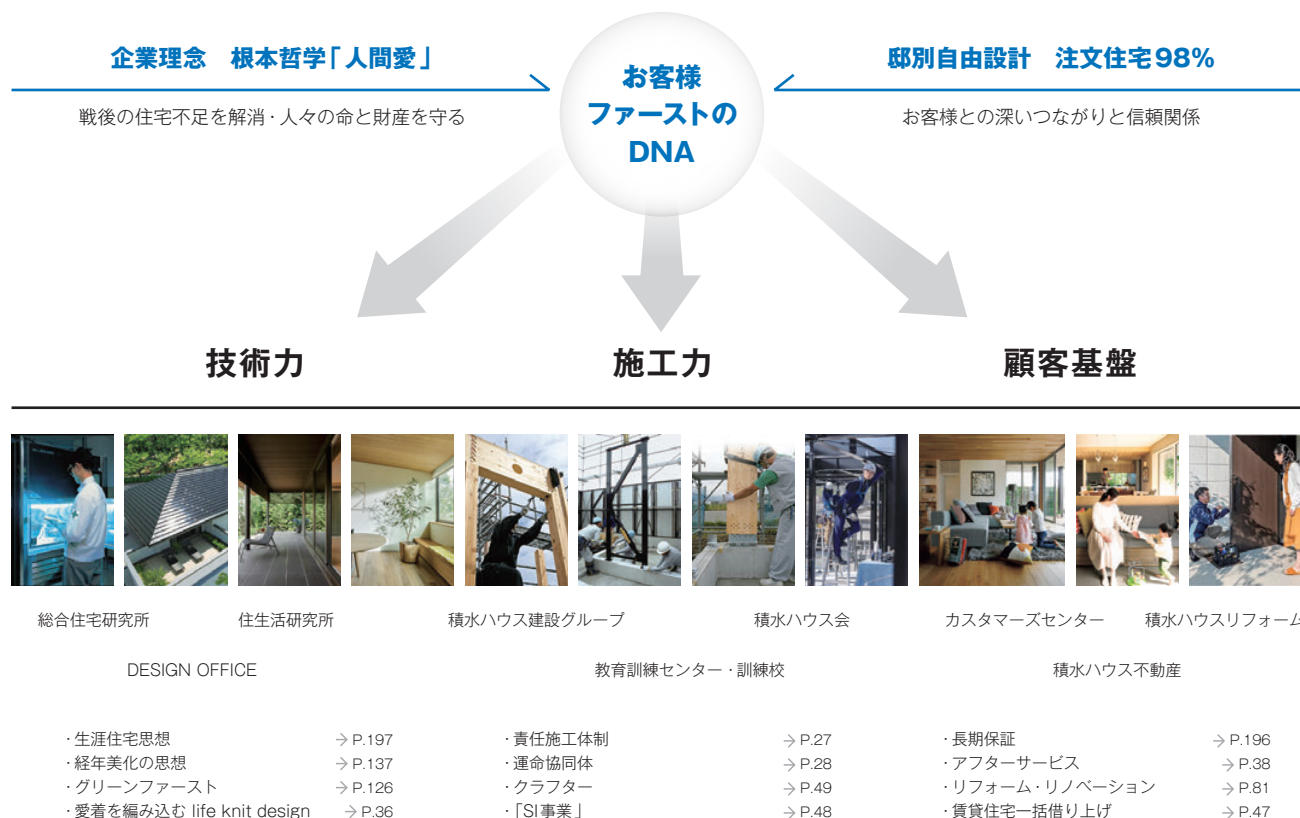 企業理念 根本哲学「人間愛」
戦後の住宅不足を解消・人々の命と財産を守る
お客様
ファーストの
DNA
邸別自由設計 注文住宅98%
お客様との深いつながりと信頼関係
技術力
施工力
顧客基盤
総合住宅研究所
住生活研究所
積水ハウス建設グループ
積水ハウス会
カスタマーズセンター
積水ハウスリフォーム
DESIGN OFFICE
教育訓練センター・訓練校
積水ハウス不動産
・生涯住宅思想 → P.197
・経年美化の思想 → P.137
・グリーンファースト → P.126
・愛着を編み込む life knit design → P.36
・責任施工体制 → P.27
・運命協同体 → P.28
・クラフター → P.49
・「SI事業」 → P.48
・長期保証 → P.196
・アフターサービス → P.38
・リフォーム・リノベーション → P.81
・賃貸住宅一括借り上げ → P.47